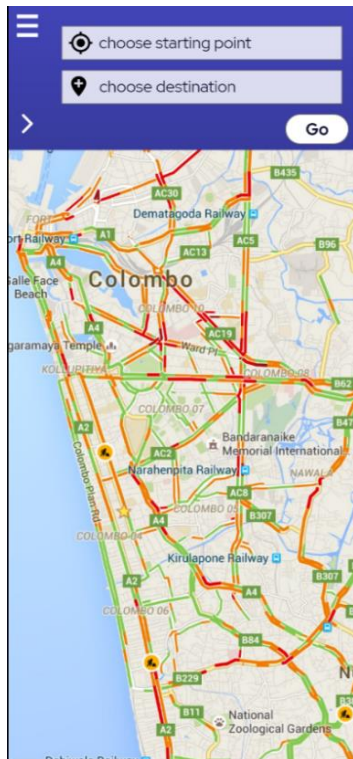 choose starting point
choose destination
Go
B435
AC30
Dematagoda Railway
FORT
ort Railway
A1
AC5
B96
A4
AC13
Galle Face
Beach
Colombo
COLOMBO 10
A4
AC19
Ward Pl
garamaya Temple
KOLLUPITIYA
COLOMBO 08
B62
COLOMBO 07
B47
A2
Bandaranaike
Memorial International...
AC2
Narahenpita Railway
NAWALA
Colombo Plan Rd
AC8
COLOMBO 05
B307
A4
COLOMBO 04
Kirulapone Railway
A2
B307
A4
COLOMBO 06
B84
B229
N
B11
National
Zoological Gardens
A2